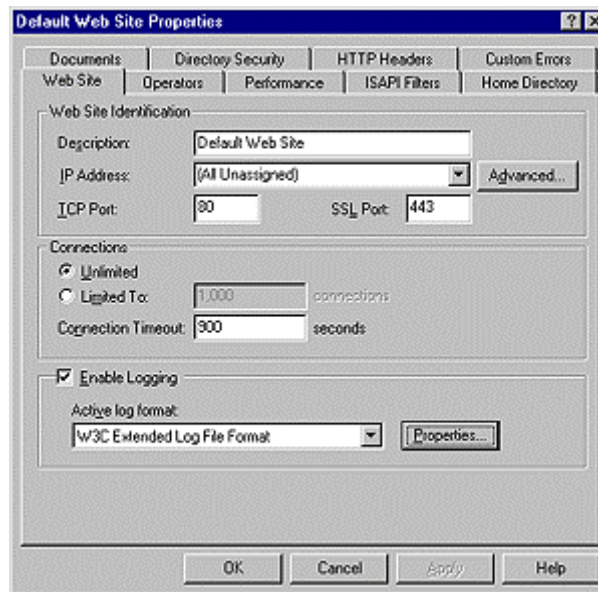 Default Web Site Properties
Documents Directory Security HTTP Headers Custom Errors
Web Site Operators Performance ISAPI Filters Home Directory
Web Site Identification
Description: Default Web Site
IP Address: (All Unassigned) Advanced...
TCP Port: 80 SSL Port: 443
Connections
Unlimited
Limited To: 1,000 connections
Connection Timeout: 900 seconds
Enable Logging
Active log format:
W3C Extended Log File Format Properties...
OK Cancel Apply Help